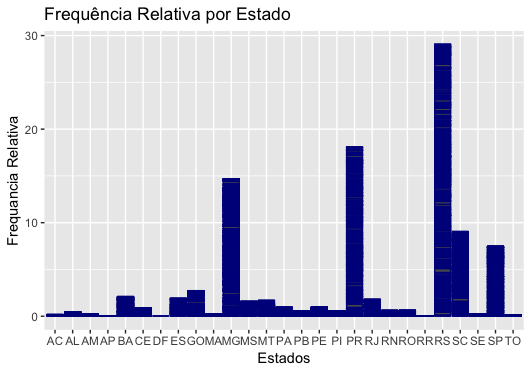 Frequência Relativa por Estado
Frequancia Relativa
30
20
10
0
AC AL AM AP BA CE DF ES GO MA MG MS MT PA PB PE PI PR RJ RN RO RR RS SC SE SP TO
Estados